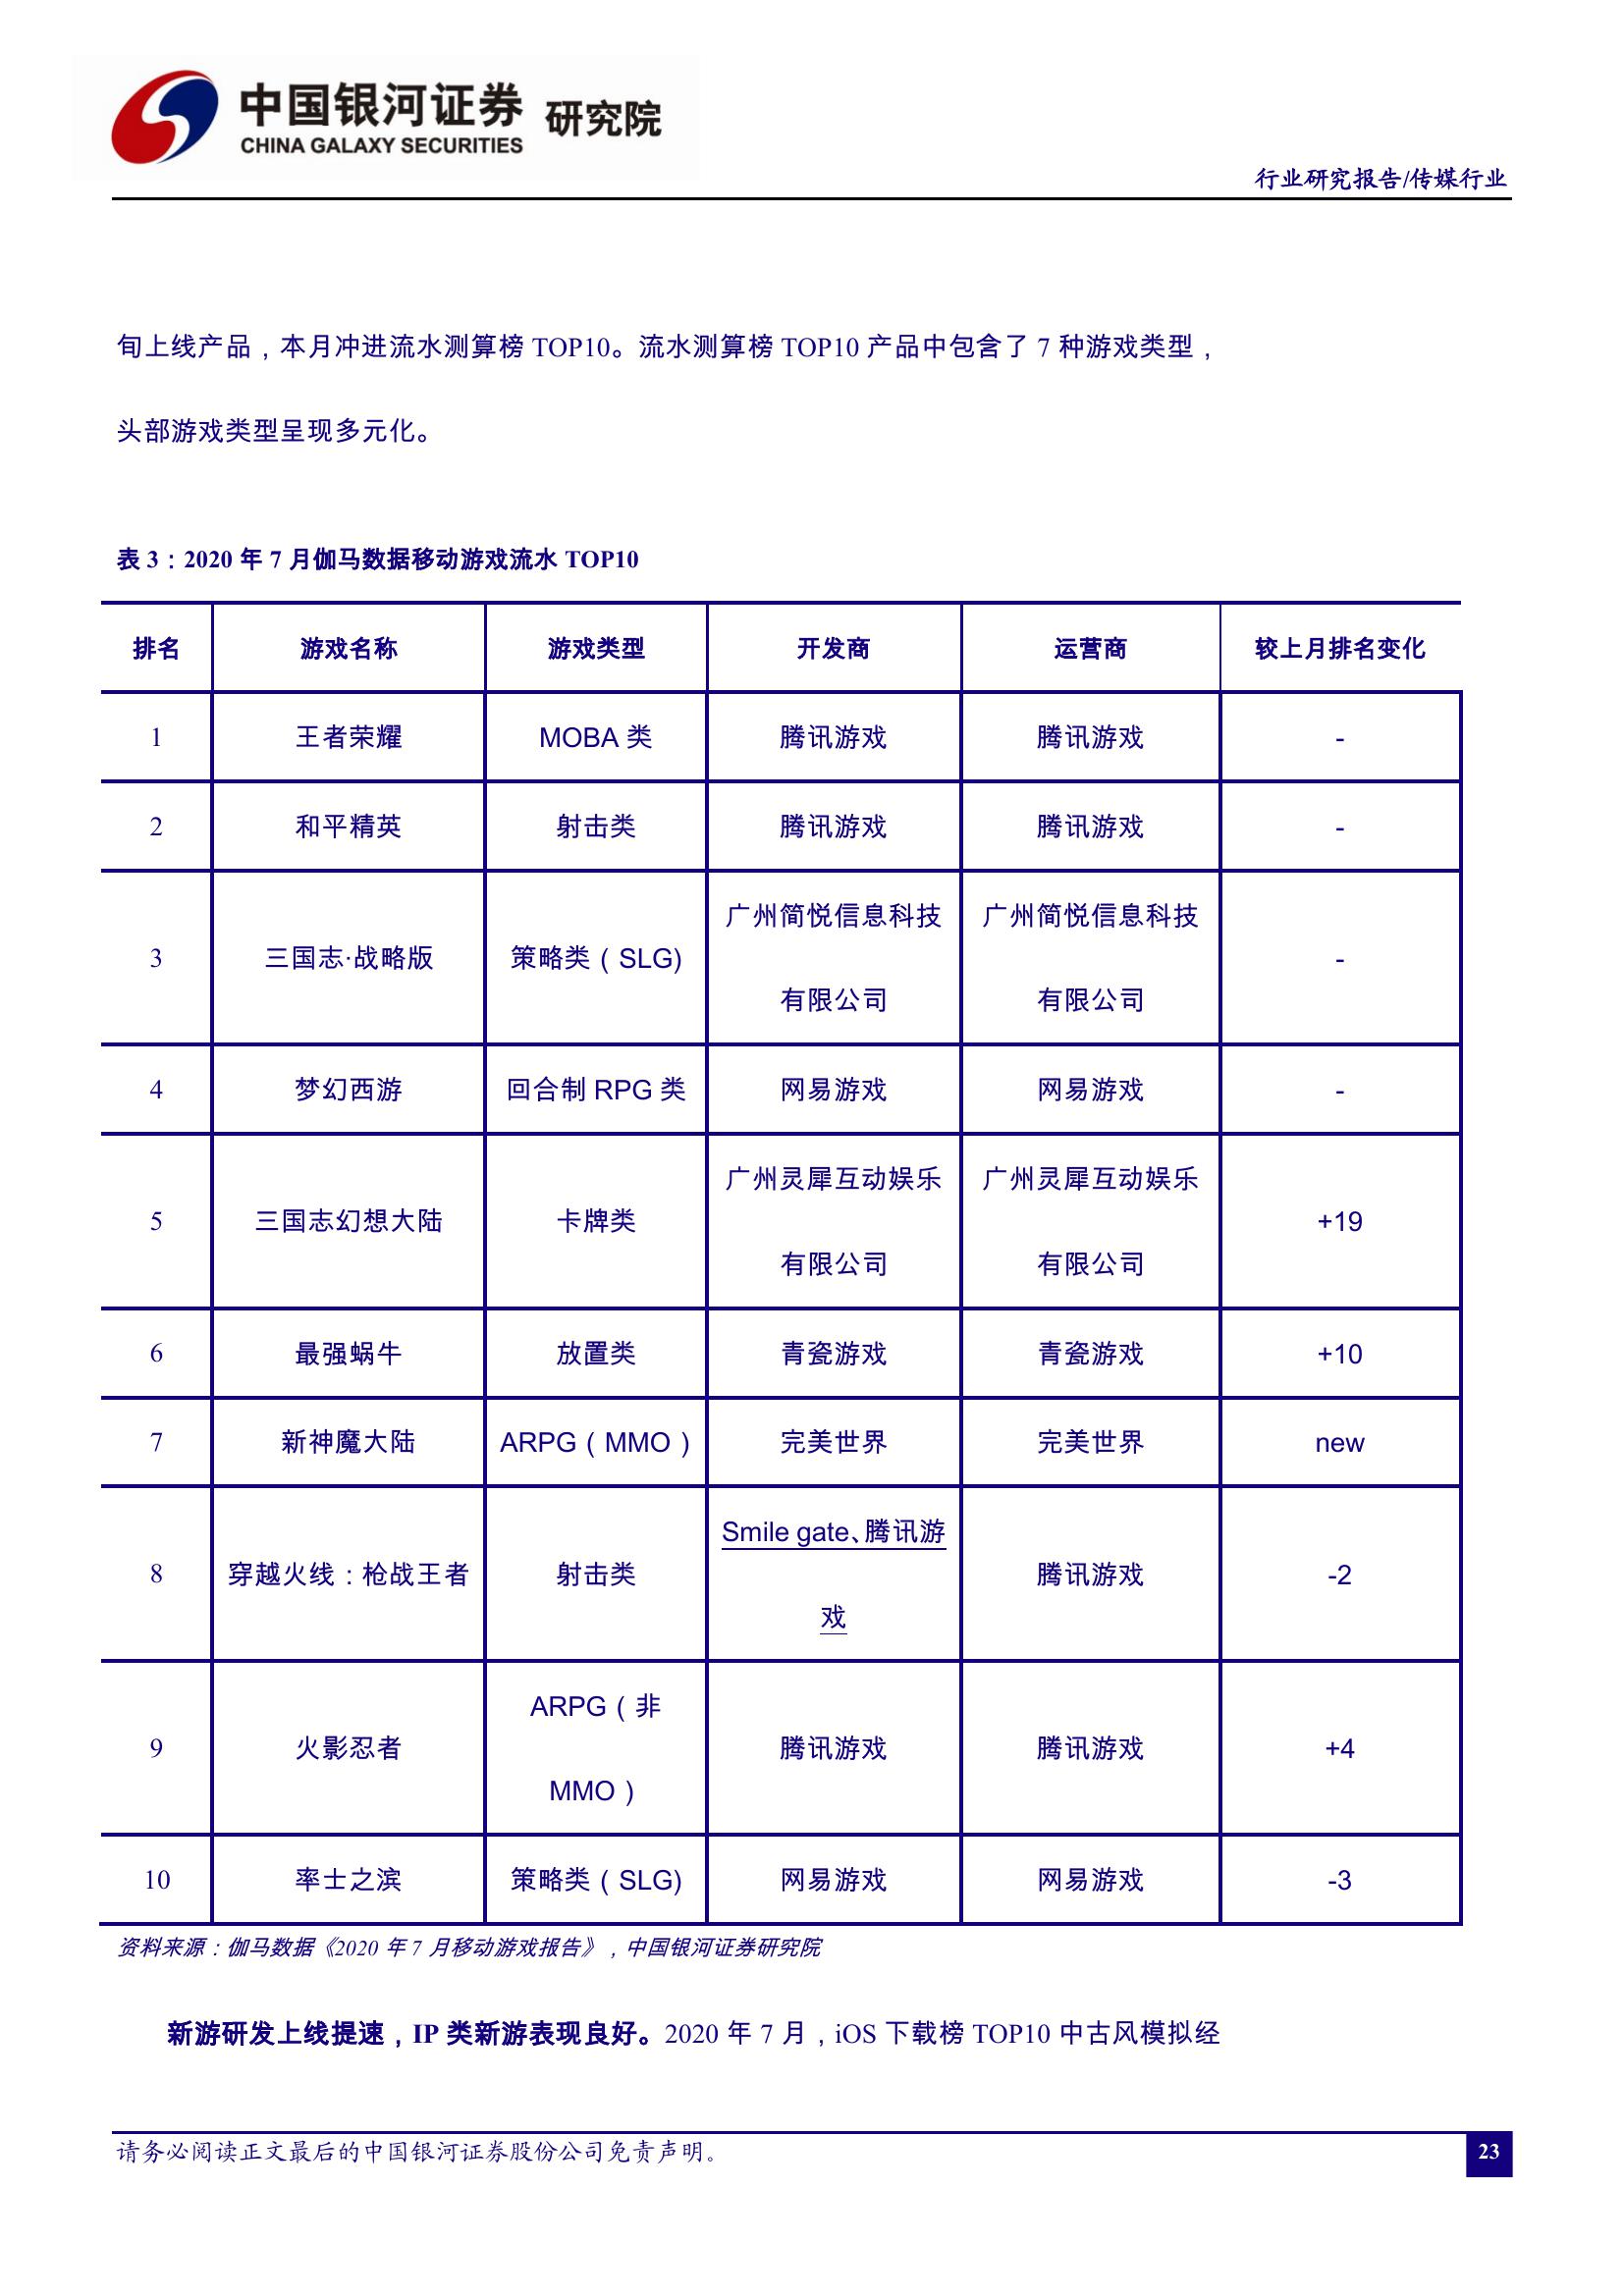 中国银河证券 研究院
CHINA GALAXY SECURITIES
行业研究报告/传媒行业
旬上线产品，本月冲进流水测算榜 TOP10。流水测算榜 TOP10 产品中包含了 7 种游戏类型，
头部游戏类型呈现多元化。
表 3：2020 年 7 月伽马数据移动游戏流水 TOP10
排名 游戏名称 游戏类型 开发商 运营商 较上月排名变化
1 王者荣耀 MOBA 类 腾讯游戏 腾讯游戏 -
2 和平精英 射击类 腾讯游戏 腾讯游戏 -
广州简悦信息科技 广州简悦信息科技
3 三国志·战略版 策略类（SLG) -
有限公司 有限公司
4 梦幻西游 回合制 RPG 类 网易游戏 网易游戏 -
广州灵犀互动娱乐 广州灵犀互动娱乐
5 三国志幻想大陆 卡牌类 +19
有限公司 有限公司
6 最强蜗牛 放置类 青瓷游戏 青瓷游戏 +10
7 新神魔大陆 ARPG（MMO） 完美世界 完美世界 new
Smile gate、腾讯游
8 穿越火线：枪战王者 射击类 腾讯游戏 -2
戏
ARPG（非
9 火影忍者 腾讯游戏 腾讯游戏 +4
MMO）
10 率士之滨 策略类（SLG) 网易游戏 网易游戏 -3
资料来源：伽马数据《2020 年 7 月移动游戏报告》，中国银河证券研究院
新游研发上线提速，IP 类新游表现良好。2020 年 7 月，iOS 下载榜 TOP10 中古风模拟经
请务必阅读正文最后的中国银河证券股份公司免责声明。
23